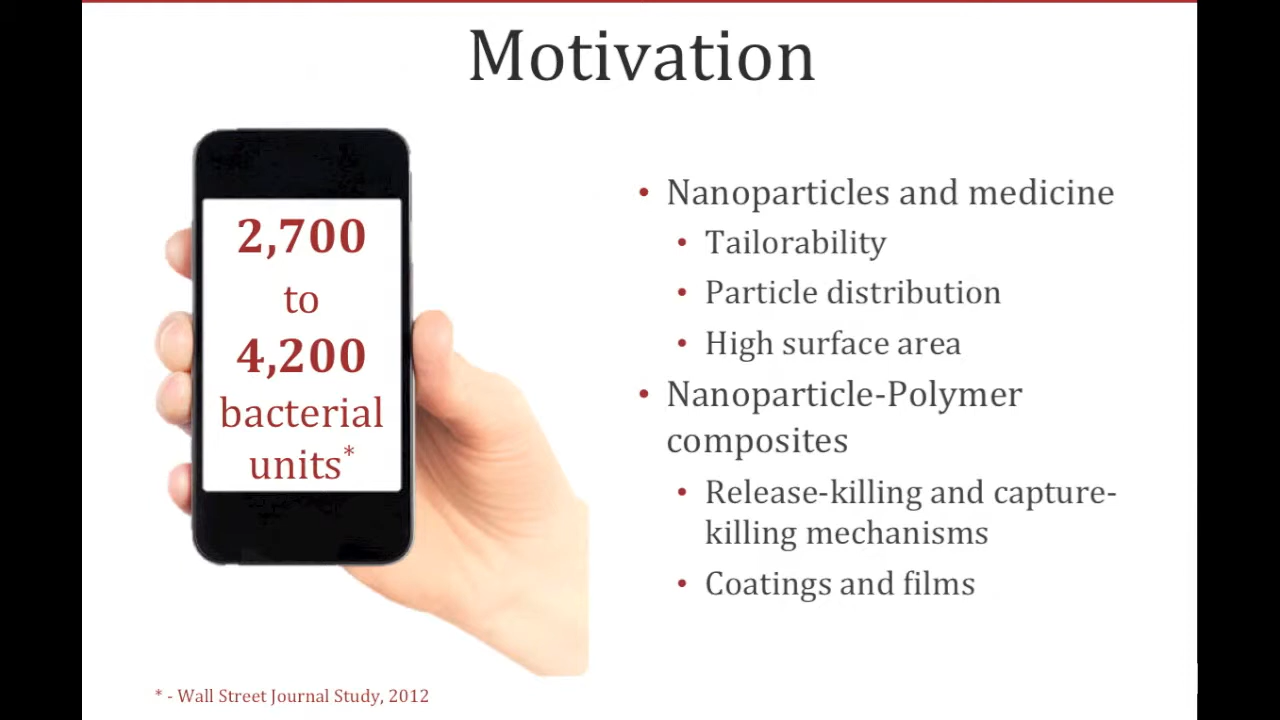 Motivation
2,700
to
4,200
bacterial
units*
• Nanoparticles and medicine
• Tailorability
• Particle distribution
• High surface area
• Nanoparticle-Polymer
composites
• Release-killing and capture-
killing mechanisms
• Coatings and films
* - Wall Street Journal Study, 2012